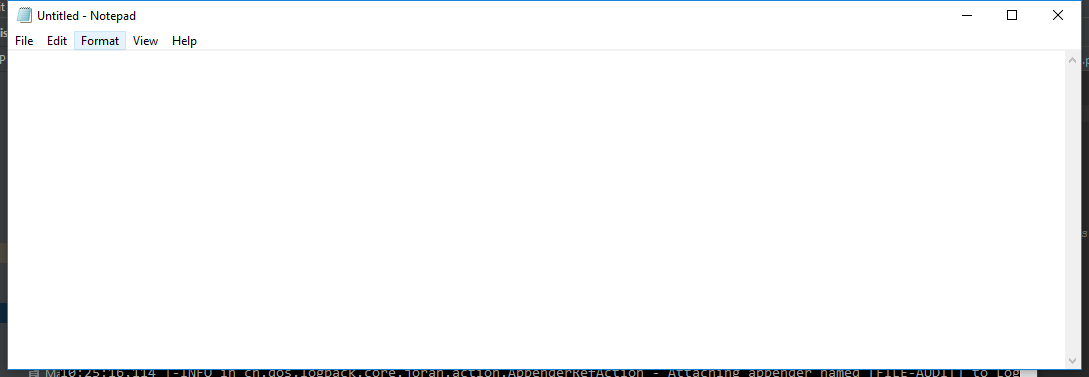 Untitled - Notepad
File Edit Format View Help
10:25:16.114 |-INFO in ch.qos.logback.core.joran.action.AppenderRefAction - Attaching appender named [FILE-AUDIT] to Log